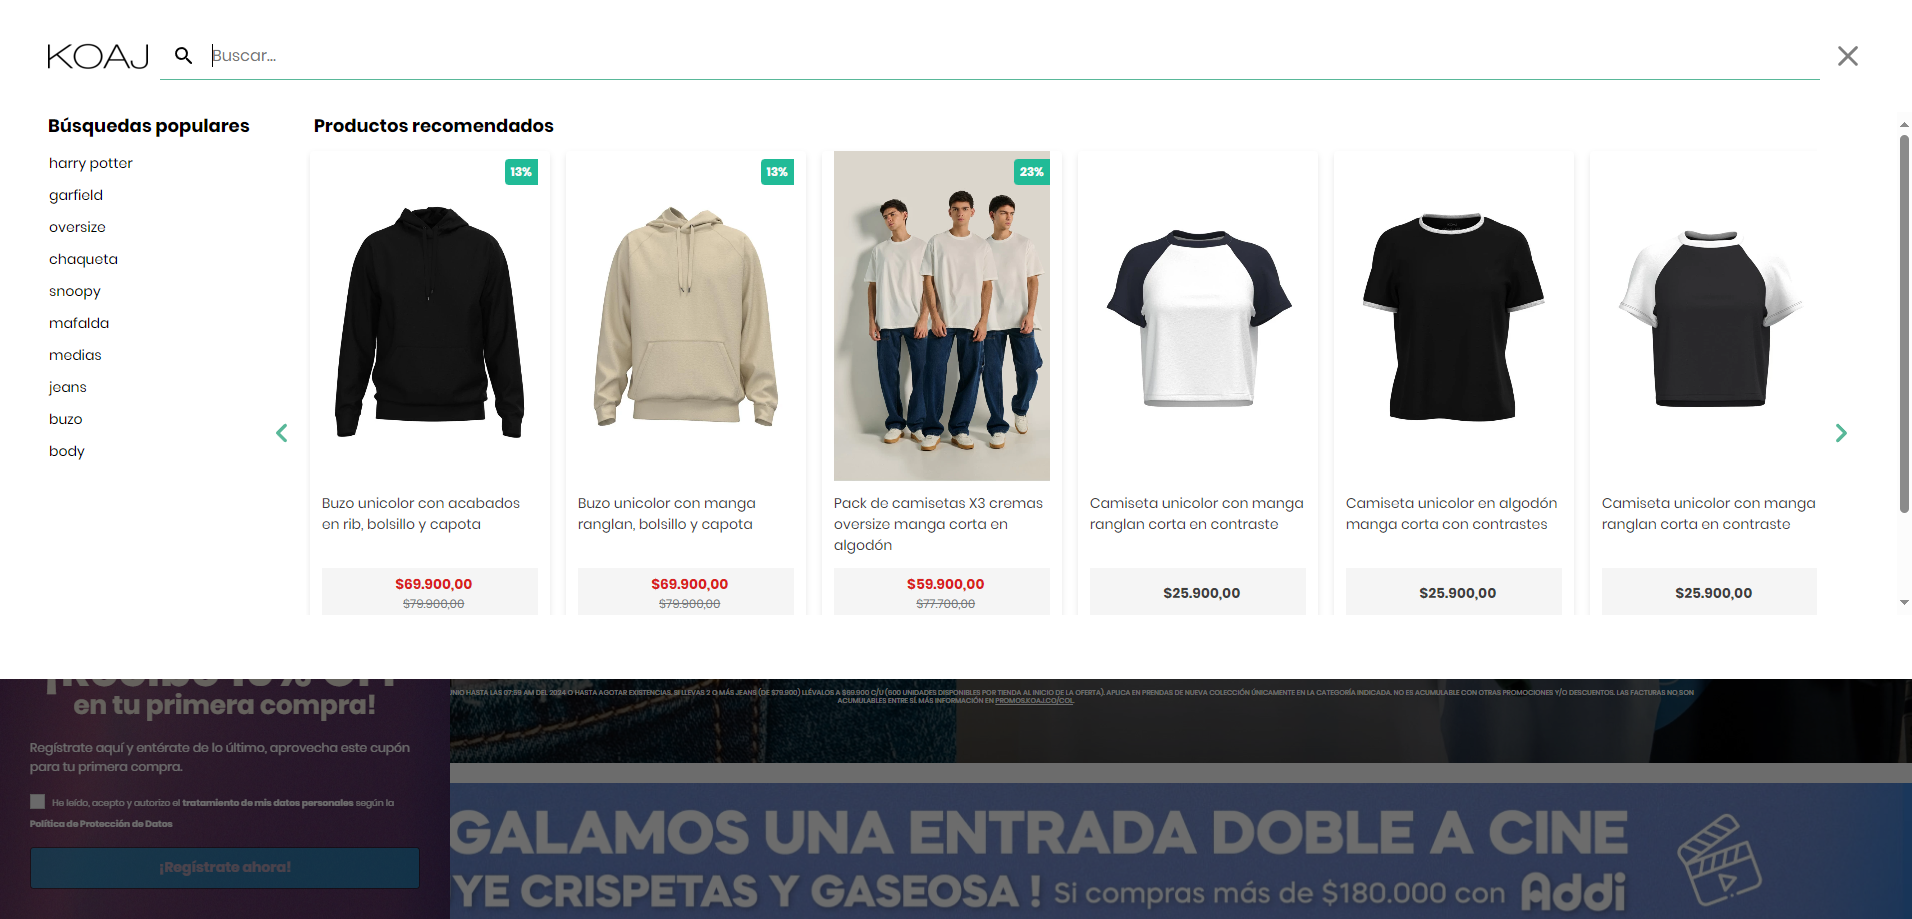 KOAJ
Buscar...
Búsquedas populares
harry potter
garfield
oversize
chaqueta
snoopy
mafalda
medias
jeans
buzo
body
Productos recomendados
13%
Buzo unicolor con acabados
en rib, bolsillo y capota
$69.900,00
$79.900,00
13%
Buzo unicolor con manga
ranglan, bolsillo y capota
$69.900,00
$79.900,00
23%
Pack de camisetas X3 cremas
oversize manga corta en
algodón
$59.900,00
$77.700,00
Camiseta unicolor con manga
ranglan corta en contraste
$25.900,00
Camiseta unicolor en algodón
manga corta con contrastes
$25.900,00
Camiseta unicolor con manga
ranglan corta en contraste
$25.900,00
en tu primera compra!
Regístrate aquí y entérate de lo último, aprovecha este cupón
para tu primera compra.
He leído, acepto y autorizo el tratamiento de mis datos personales según la
Política de Protección de Datos
¡Regístrate ahora!
UNIO HASTA LAS 07:59 AM DEL 2024 O HASTA AGOTAR EXISTENCIAS. SI LLEVAS 2 O MÁS JEANS (DE $79.900) LLÉVALOS A $69.900 C/U (600 UNIDADES DISPONIBLES POR TIENDA AL INICIO DE LA OFERTA). APLICA EN PRENDAS DE NUEVA COLECCIÓN ÚNICAMENTE EN LA CATEGORÍA INDICADA. NO ES ACUMULABLE CON OTRAS PROMOCIONES Y/O DESCUENTOS. LAS FACTURAS NO SON
ACUMULABLES ENTRE SÍ. MÁS INFORMACIÓN EN PROMOS.KOAJ.CO/COL
GALAMOS UNA ENTRADA DOBLE A CINE
YE CRISPETAS Y GASEOSA ! Si compras más de $180.000 con Addi